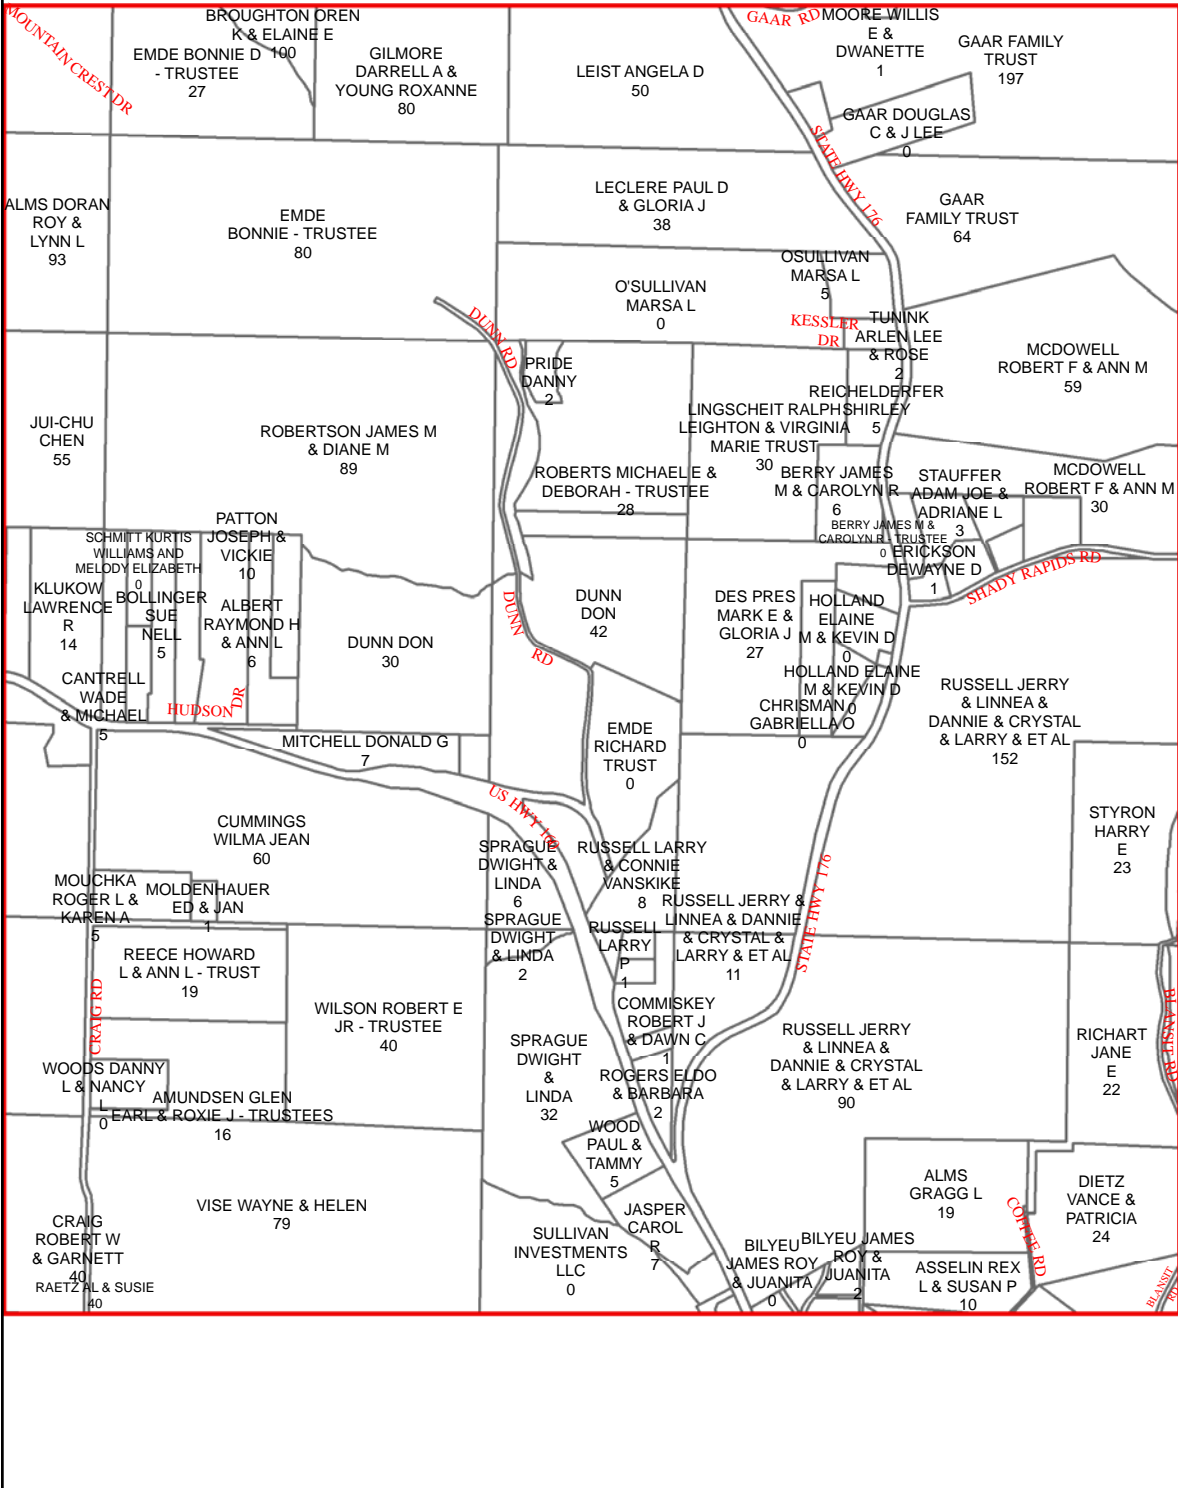 MOUNTAIN CREST DR
BROUGHTON OREN
K & ELAINE E
100
EMDE BONNIE D
- TRUSTEE
27
GILMORE
DARRELL A &
YOUNG ROXANNE
80
LEIST ANGELA D
50
GAAR RD
MOORE WILLIS
E &
DWANETTE
1
GAAR FAMILY
TRUST
197
GAAR DOUGLAS
C & J LEE
0
STATE HWY 176
ALMS DORAN
ROY &
LYNN L
93
EMDE
BONNIE - TRUSTEE
80
LECLERE PAUL D
& GLORIA J
38
GAAR
FAMILY TRUST
64
O'SULLIVAN
MARSA L
0
OSULLIVAN
MARSA L
5
KESSLER
DR
TUNINK
ARLEN LEE
& ROSE
2
MCDOWELL
ROBERT F & ANN M
59
DUNN RD
PRIDE
DANNY
2
JUI-CHU
CHEN
55
ROBERTSON JAMES M
& DIANE M
89
REICHELDERFER
SHIRLEY
5
LINGSCHEIT RALPH
LEIGHTON & VIRGINIA
MARIE TRUST
30
ROBERTS MICHAEL E &
DEBORAH - TRUSTEE
28
BERRY JAMES
M & CAROLYN R
6
STAUFFER
ADAM JOE &
ADRIANE L
3
MCDOWELL
ROBERT F & ANN M
30
BERRY JAMES M &
CAROLYN R - TRUSTEE
0
ERICKSON
DEWAYNE D
1
SHADY RAPIDS RD
SCHMITT KURTIS
WILLIAMS AND
MELODY ELIZABETH
0
PATTON
JOSEPH &
VICKIE
10
KLUKOW
LAWRENCE
R
14
BOLLINGER
SUE
NELL
5
ALBERT
RAYMOND H
& ANN L
6
DUNN DON
30
DUNN
RD
DUNN
DON
42
DES PRES
MARK E &
GLORIA J
27
HOLLAND
ELAINE
M & KEVIN D
0
HOLLAND ELAINE
M & KEVIN D
0
CHRISMAN
GABRIELLA O
0
CANTRELL
WADE
& MICHAEL
5
HUDSON DR
MITCHELL DONALD G
7
EMDE
RICHARD
TRUST
0
RUSSELL JERRY
& LINNEA &
DANNIE & CRYSTAL
& LARRY & ET AL
152
US HWY 160
CUMMINGS
WILMA JEAN
60
STYRON
HARRY
E
23
SPRAGUE
DWIGHT &
LINDA
6
RUSSELL LARRY
& CONNIE
VANSKIKE
8
STATE HWY 176
MOUCHKA
ROGER L &
KAREN A
5
MOLDENHAUER
ED & JAN
1
SPRAGUE
DWIGHT
& LINDA
2
RUSSELL
LARRY
P
1
RUSSELL JERRY &
LINNEA & DANNIE
& CRYSTAL &
LARRY & ET AL
11
REECE HOWARD
L & ANN L - TRUST
19
CRAIG RD
WILSON ROBERT E
JR - TRUSTEE
40
COMMISKEY
ROBERT J
& DAWN C
1
BLANSIT RD
SPRAGUE
DWIGHT
&
LINDA
32
RUSSELL JERRY
& LINNEA &
DANNIE & CRYSTAL
& LARRY & ET AL
90
RICHART
JANE
E
22
WOODS DANNY
L & NANCY
L
0
AMUNDSEN GLEN
EARL & ROXIE J - TRUSTEES
16
ROGERS ELDO
& BARBARA
2
WOOD
PAUL &
TAMMY
5
VISE WAYNE & HELEN
79
ALMS
GRAGG L
19
DIETZ
VANCE &
PATRICIA
24
COFFEE RD
CRAIG
ROBERT W
& GARNETT
40
RAETZ AL & SUSIE
40
SULLIVAN
INVESTMENTS
LLC
0
JASPER
CAROL
R
7
BILYEU
JAMES ROY
& JUANITA
0
BILYEU JAMES
ROY &
JUANITA
2
ASSELIN REX
L & SUSAN P
10
BLANSIT
RD